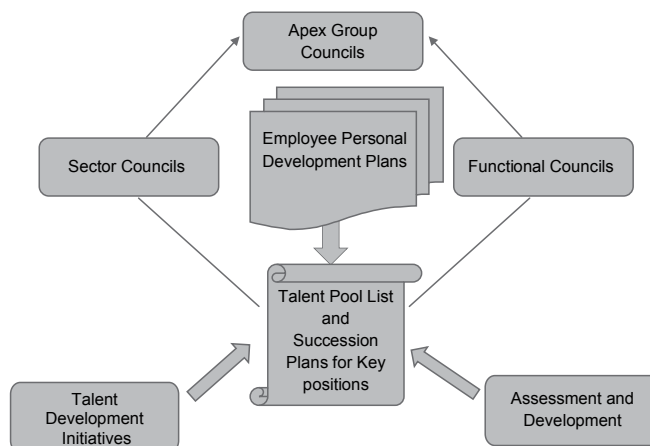 Apex Group
Councils
Employee Personal
Development Plans
Sector Councils
Functional Councils
Talent Pool List
and
Succession
Plans for Key
positions
Talent
Development
Initiatives
Assessment and
Development